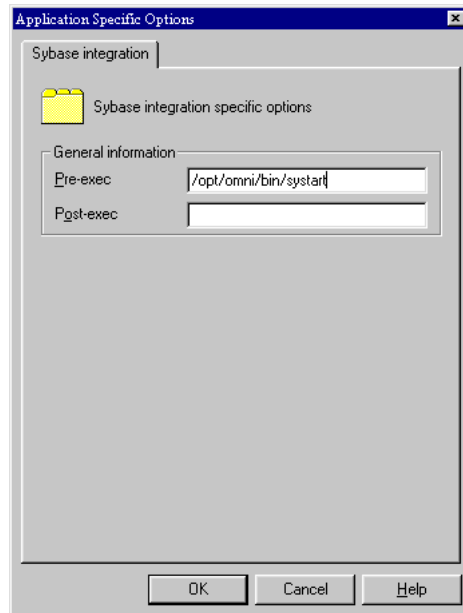 Application Specific Options
Sybase integration
Sybase integration specific options
General information
Pre-exec /opt/omni/bin/systart
Post-exec
OK Cancel Help